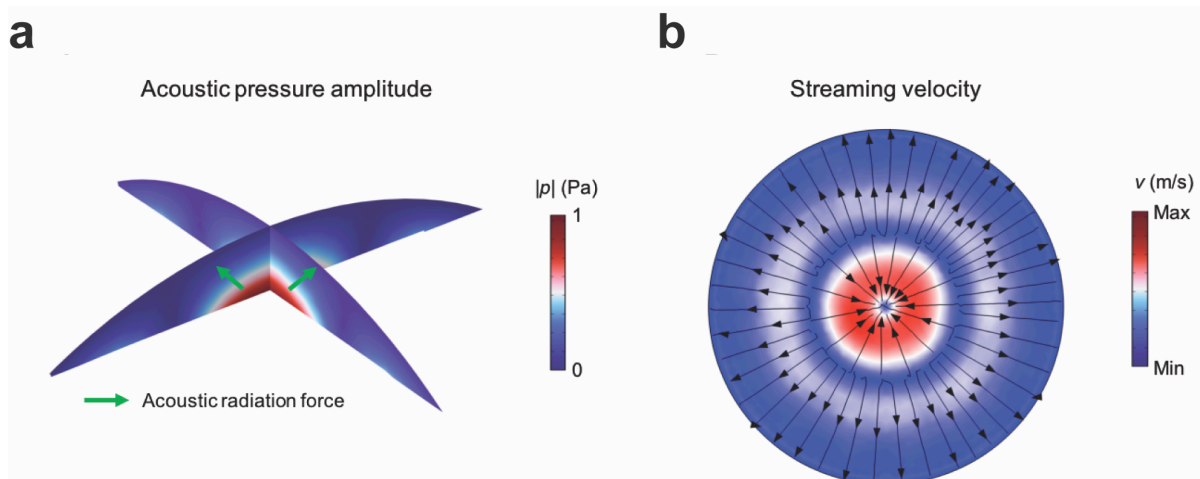 a
Acoustic pressure amplitude
|p| (Pa)
1
0
Acoustic radiation force
b
Streaming velocity
v (m/s)
Max
Min